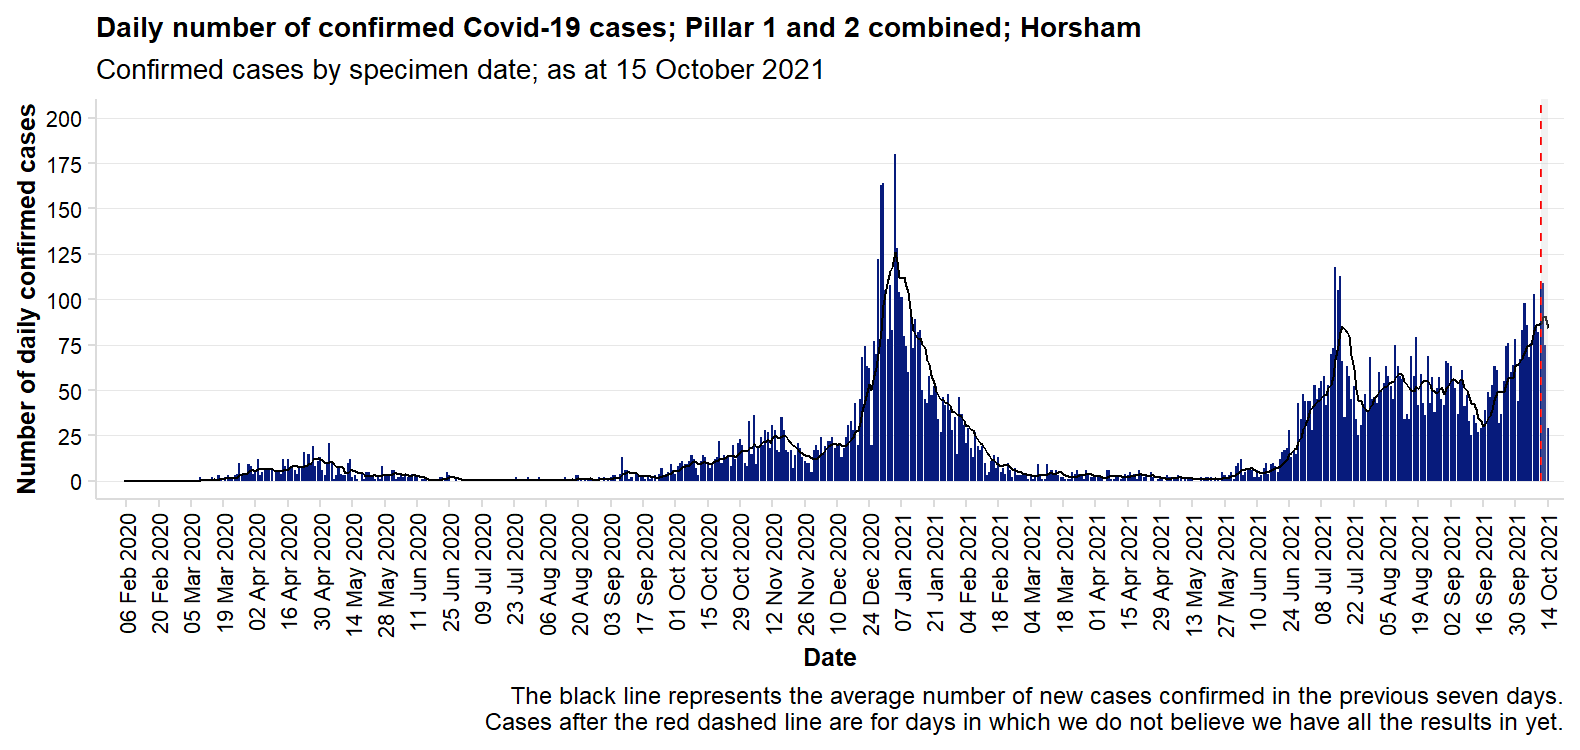 Daily number of confirmed Covid-19 cases; Pillar 1 and 2 combined; Horsham
Confirmed cases by specimen date; as at 15 October 2021
Number of daily confirmed cases
200
175
150
125
100
75
50
25
0
06 Feb 2020
20 Feb 2020
05 Mar 2020
19 Mar 2020
02 Apr 2020
16 Apr 2020
30 Apr 2020
14 May 2020
28 May 2020
11 Jun 2020
25 Jun 2020
09 Jul 2020
23 Jul 2020
06 Aug 2020
20 Aug 2020
03 Sep 2020
17 Sep 2020
01 Oct 2020
15 Oct 2020
29 Oct 2020
12 Nov 2020
26 Nov 2020
10 Dec 2020
24 Dec 2020
07 Jan 2021
21 Jan 2021
04 Feb 2021
18 Feb 2021
04 Mar 2021
18 Mar 2021
01 Apr 2021
15 Apr 2021
29 Apr 2021
13 May 2021
27 May 2021
10 Jun 2021
24 Jun 2021
08 Jul 2021
22 Jul 2021
05 Aug 2021
19 Aug 2021
02 Sep 2021
16 Sep 2021
30 Sep 2021
14 Oct 2021
Date
The black line represents the average number of new cases confirmed in the previous seven days.
Cases after the red dashed line are for days in which we do not believe we have all the results in yet.